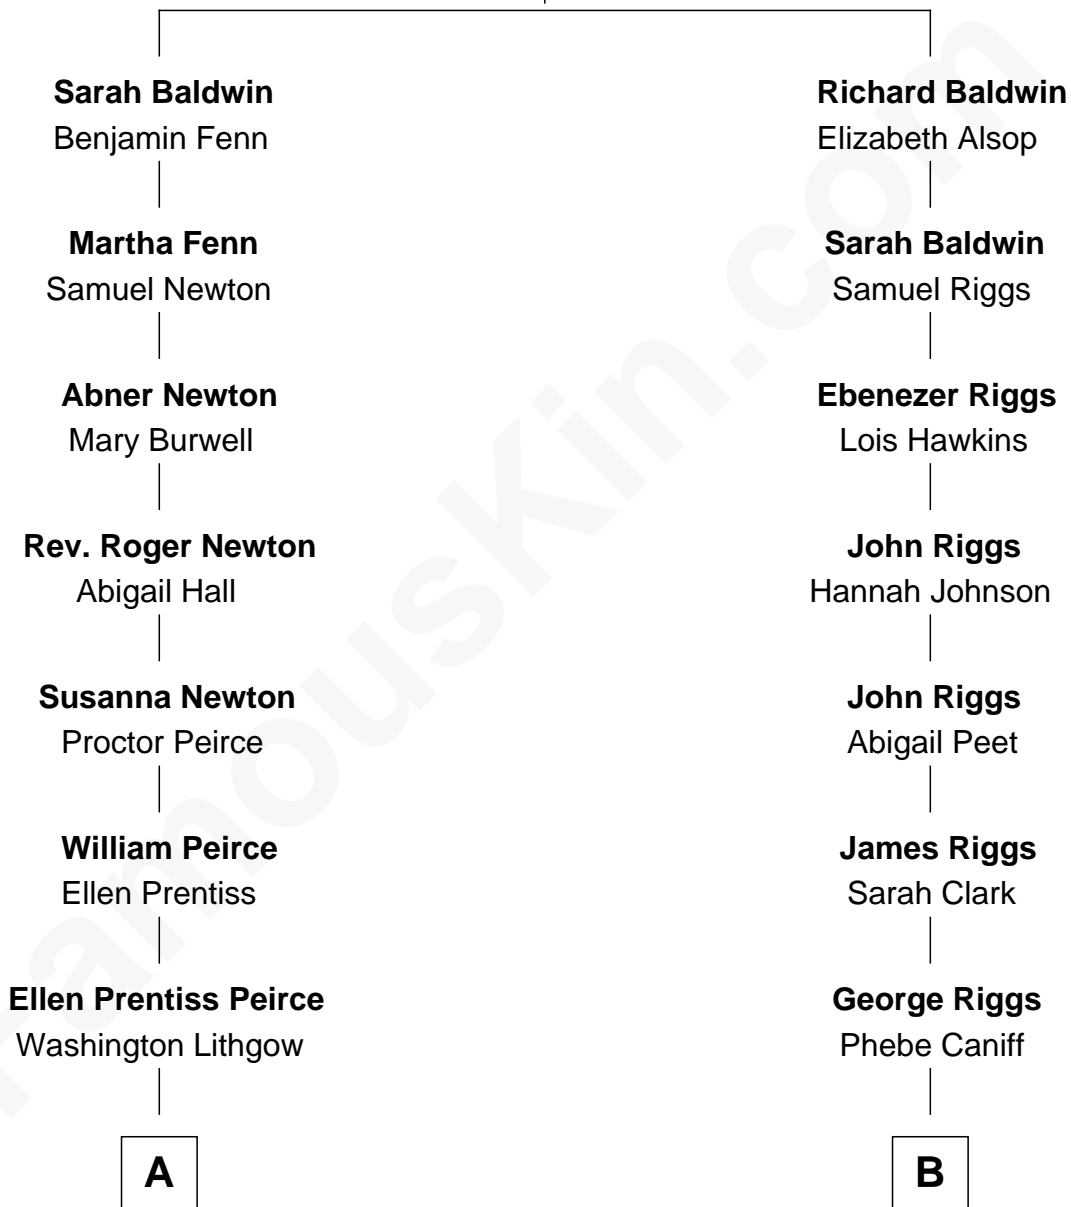 Sarah Baldwin
Benjamin Fenn
Martha Fenn
Samuel Newton
Abner Newton
Mary Burwell
Rev. Roger Newton
Abigail Hall
Susanna Newton
Proctor Peirce
William Peirce
Ellen Prentiss
Ellen Prentiss Peirce
Washington Lithgow
A
Richard Baldwin
Elizabeth Alsop
Sarah Baldwin
Samuel Riggs
Ebenezer Riggs
Lois Hawkins
John Riggs
Hannah Johnson
John Riggs
Abigail Peet
James Riggs
Sarah Clark
George Riggs
Phebe Caniff
B
FamousKin.com